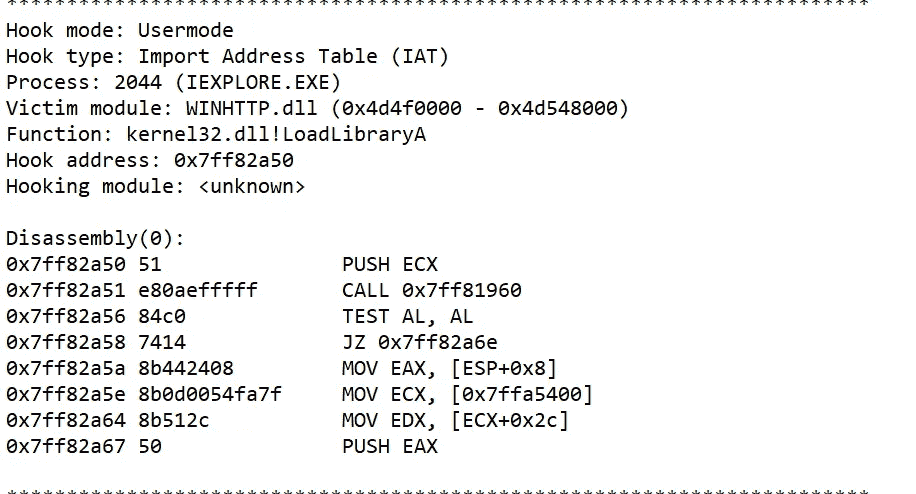 ************************************************************************
Hook mode: Usermode
Hook type: Import Address Table (IAT)
Process: 2044 (IEXPLORE.EXE)
Victim module: WINHTTP.dll (0x4d4f0000 - 0x4d548000)
Function: kernel32.dll!LoadLibraryA
Hook address: 0x7ff82a50
Hooking module: <unknown>
Disassembly(0):
0x7ff82a50 51 PUSH ECX
0x7ff82a51 e80aefffff CALL 0x7ff81960
0x7ff82a56 84c0 TEST AL, AL
0x7ff82a58 7414 JZ 0x7ff82a6e
0x7ff82a5a 8b442408 MOV EAX, [ESP+0x8]
0x7ff82a5e 8b0d0054fa7f MOV ECX, [0x7ffa5400]
0x7ff82a64 8b512c MOV EDX, [ECX+0x2c]
0x7ff82a67 50 PUSH EAX
************************************************************************